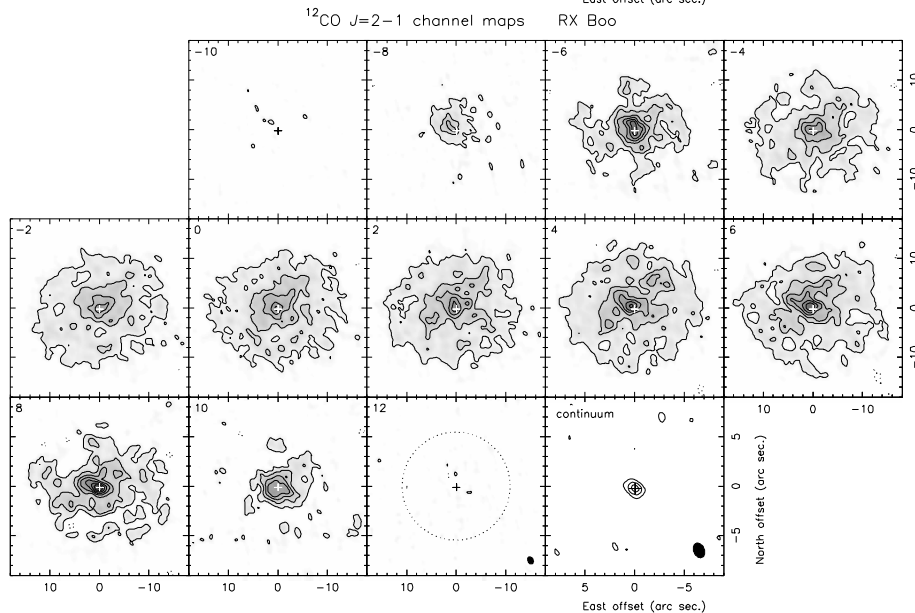 East offset (arc sec.)
¹²CO J=2−1 channel maps RX Boo
-10
-8
-6
-4
10
0
-10
-2
0
2
4
6
10
0
-10
10 0 -10
8
10
12
continuum
5
0
-5
North offset (arc sec.)
10 0 -10
10 0 -10
10 0 -10
5 0 -5
East offset (arc sec.)